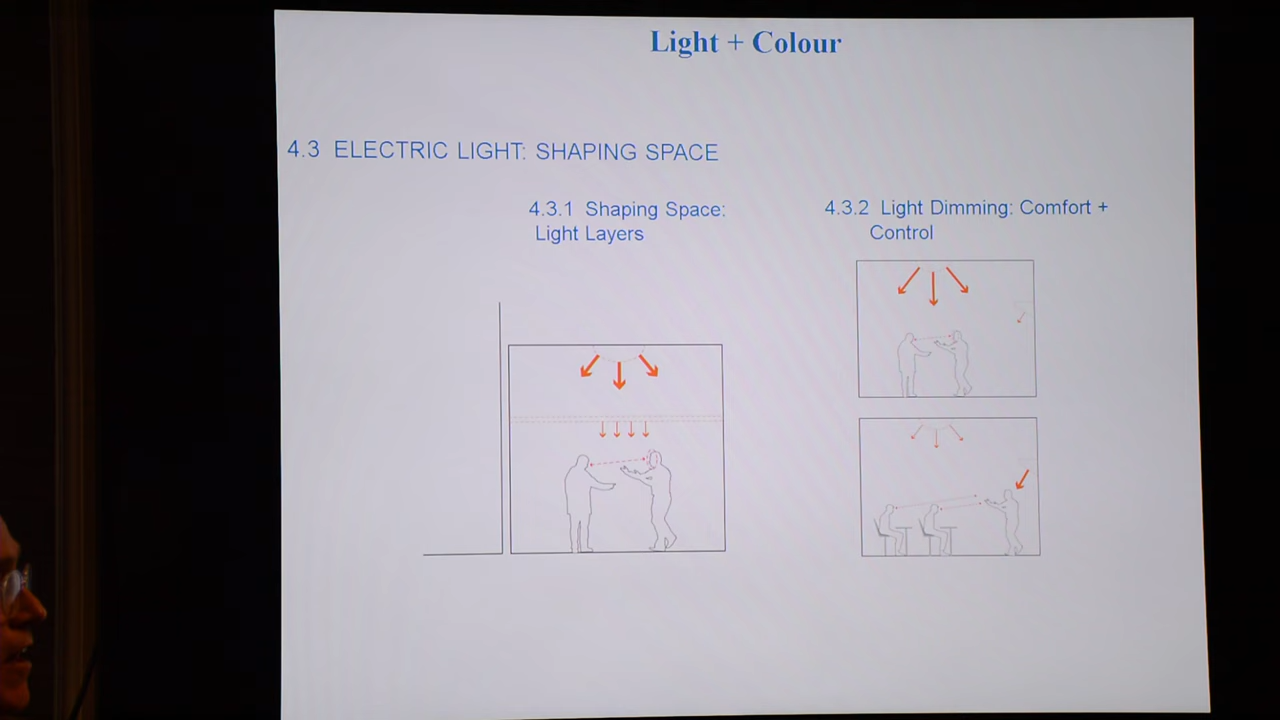 Light + Colour
4.3 ELECTRIC LIGHT: SHAPING SPACE
4.3.1 Shaping Space:
Light Layers
4.3.2 Light Dimming: Comfort +
Control